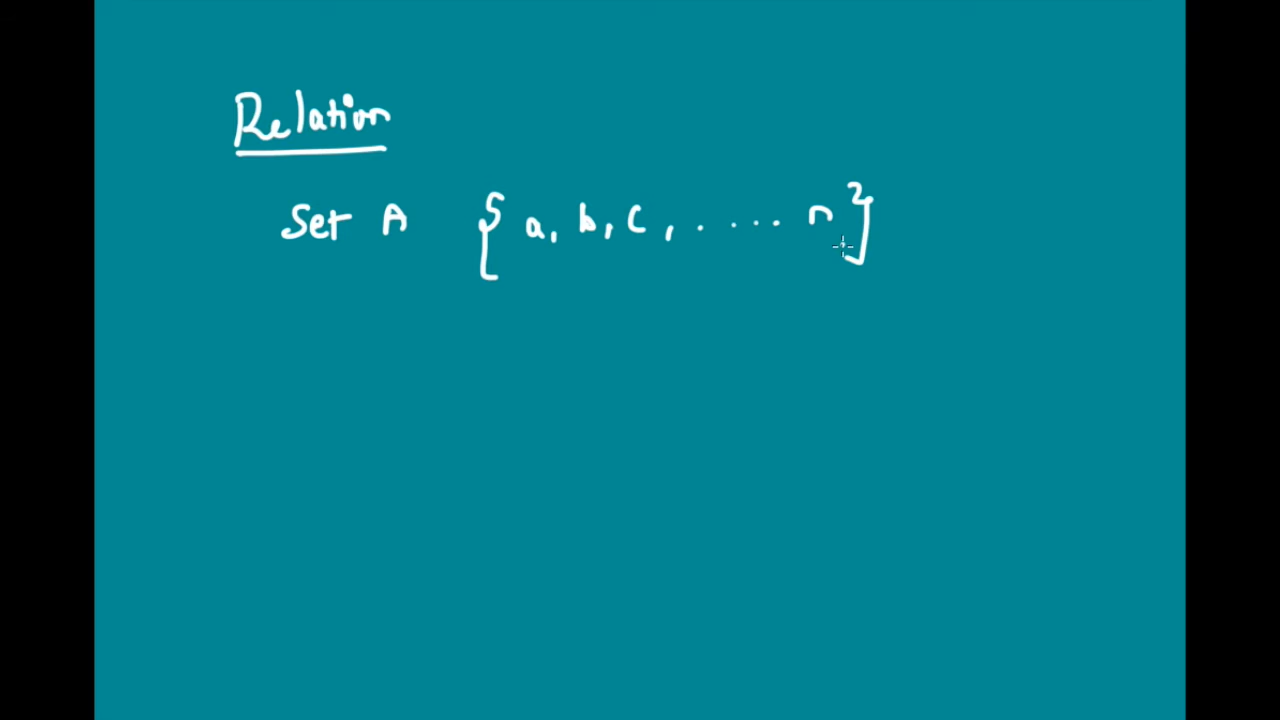 Relation
Set A { a, b, c, . . . . n }